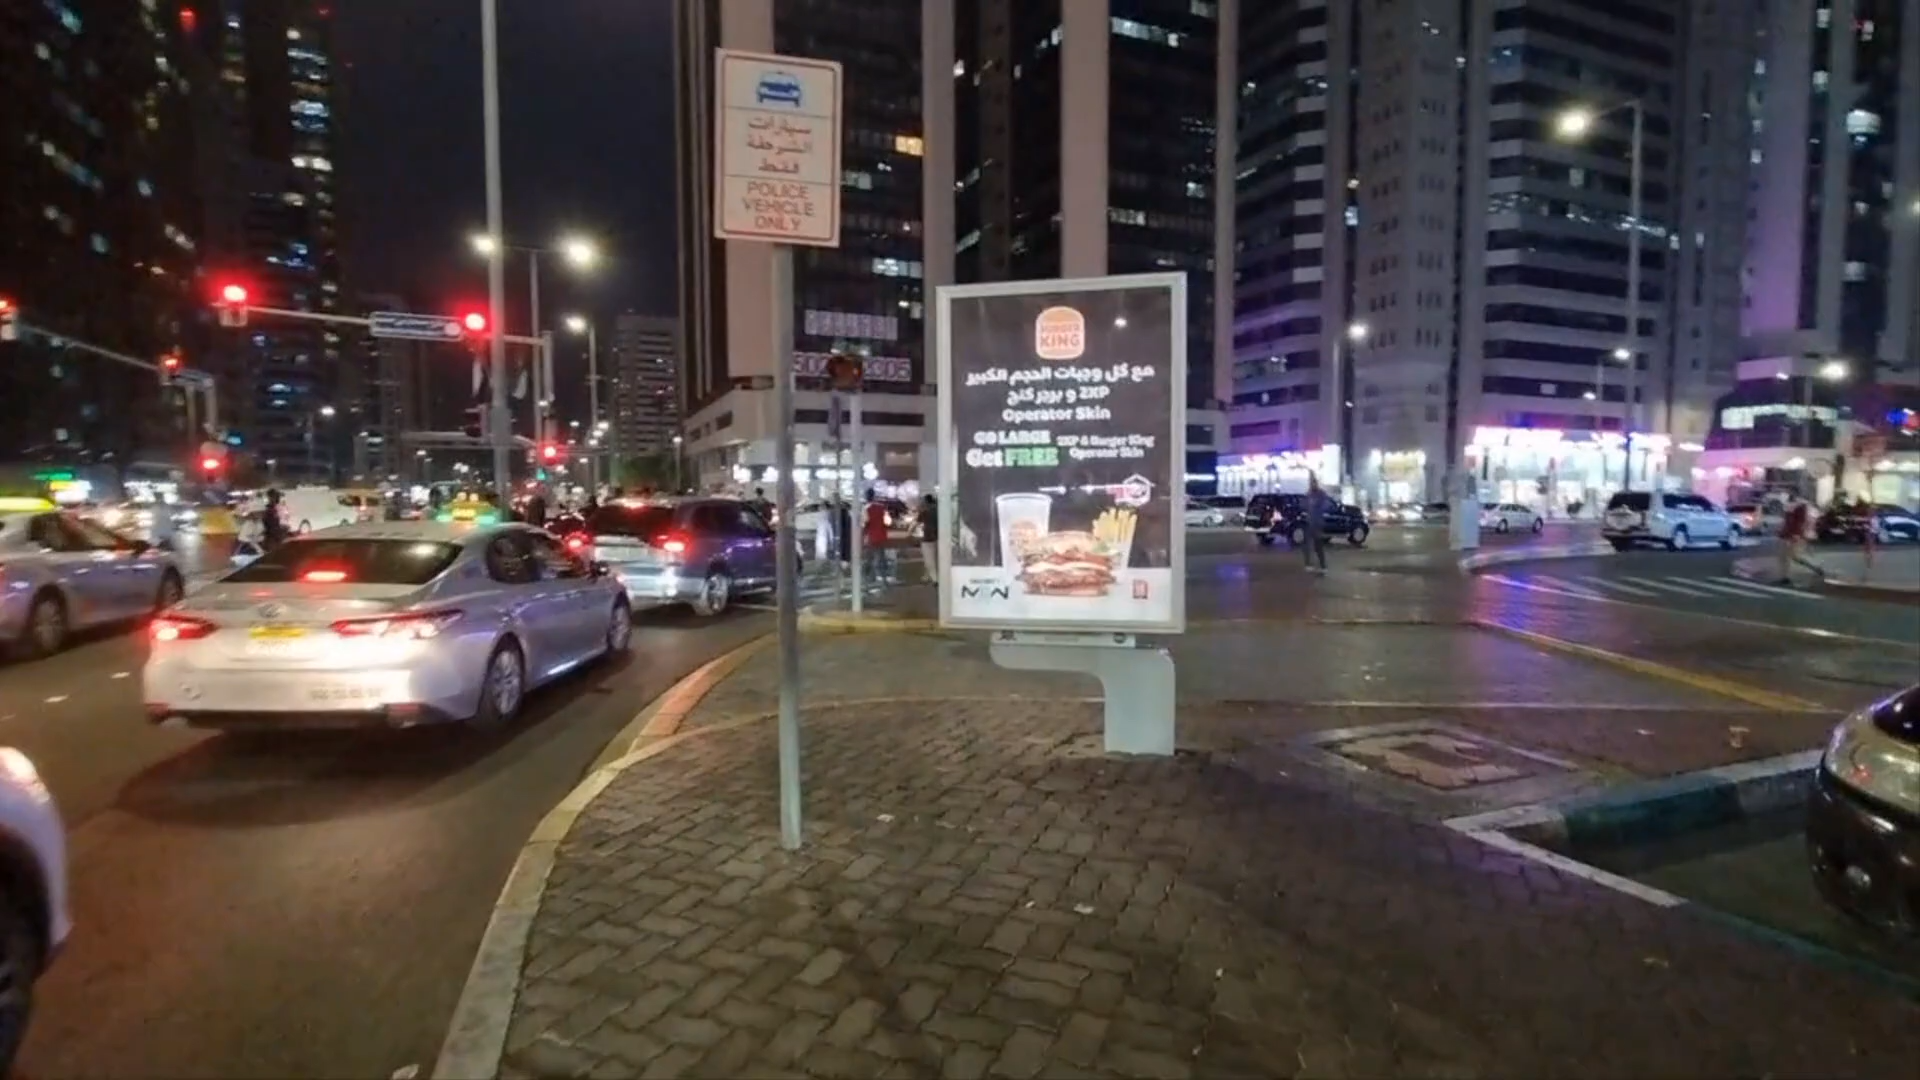 سيارات
الشرطة
فقط
POLICE
VEHICLE
ONLY
BURGER
KING
مع كل وجبات الحجم الكبير
2XP و برجر كنج
Operator Skin
GO LARGE
Get FREE
2XP & Burger King
Operator Skin